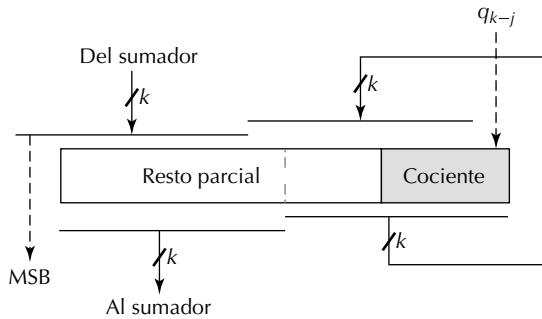 q_{k–j}
Del sumador
k
k
Resto parcial
Cociente
k
k
MSB
Al sumador